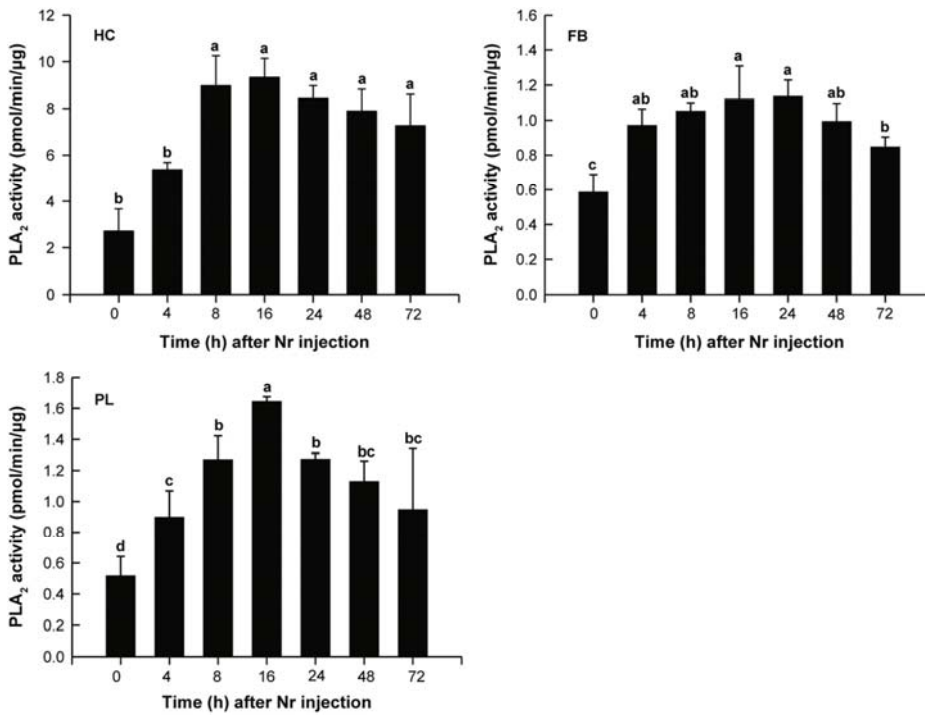 HC
PLA₂ activity (pmol/min/µg)
12
10
8
6
4
2
0
b
b
a
a
a
a
a
0 4 8 16 24 48 72
Time (h) after Nr injection
FB
PLA₂ activity (pmol/min/µg)
1.6
1.4
1.2
1.0
0.8
0.6
0.4
0.2
0.0
c
ab
ab
a
a
ab
b
0 4 8 16 24 48 72
Time (h) after Nr injection
PL
PLA₂ activity (pmol/min/µg)
1.8
1.6
1.4
1.2
1.0
0.8
0.6
0.4
0.2
0.0
d
c
b
a
b
bc
bc
0 4 8 16 24 48 72
Time (h) after Nr injection